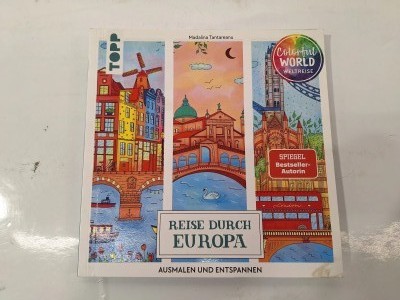 Madalina Tantareanu
TOPP
Colorful
WORLD
WELTREISE
SPIEGEL
Bestseller-
Autorin
REISE DURCH
EUROPA
AUSMALEN UND ENTSPANNEN